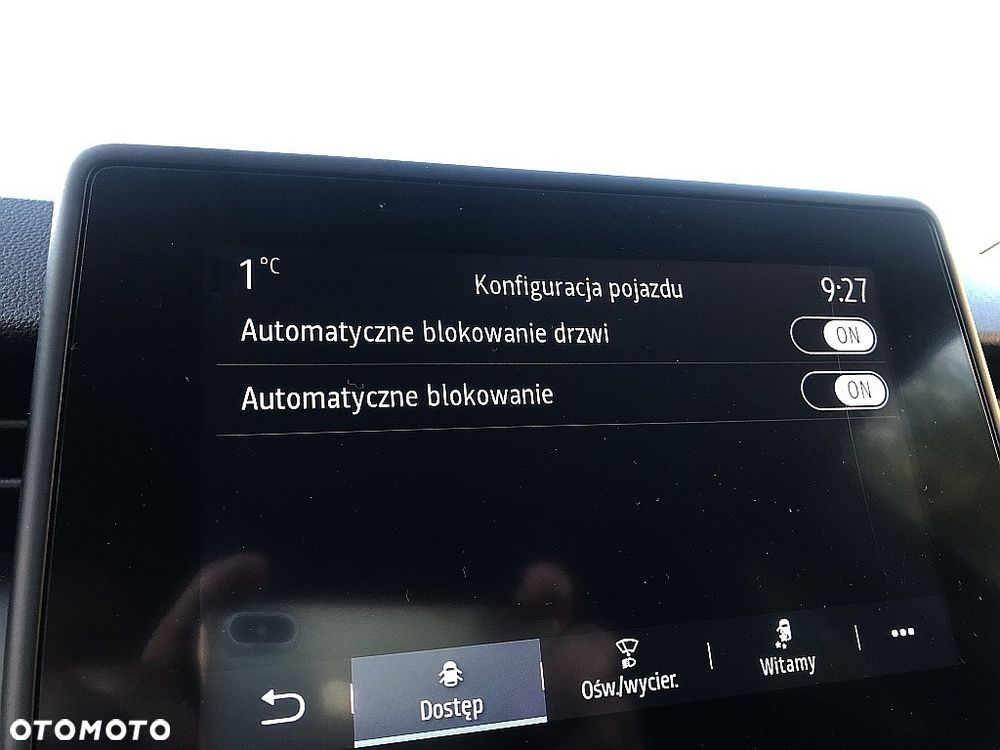 1 °C
Konfiguracja pojazdu
9:27
Automatyczne blokowanie drzwi
ON
Automatyczne blokowanie
ON
Dostęp
Ośw./wycier.
Witamy
OTOMOTO